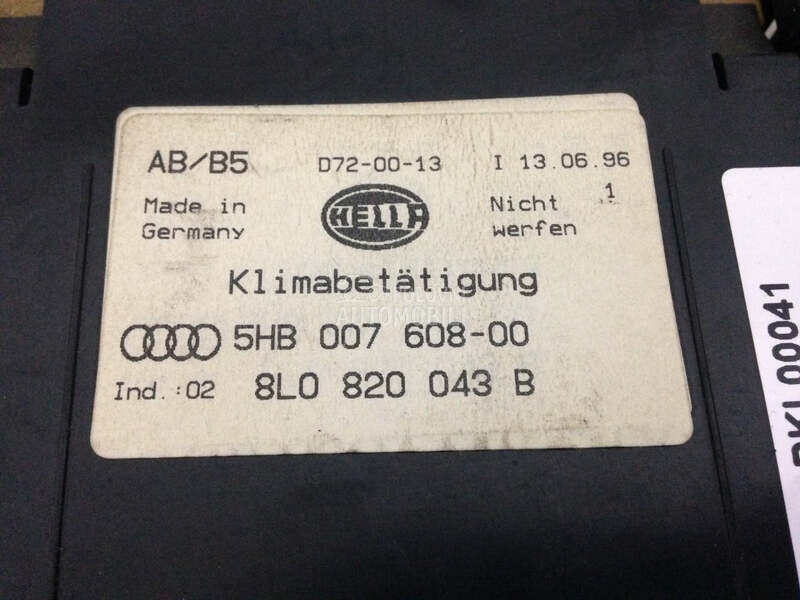 AB/B5 D72-00-13 I 13.06.96
1
Made in HELLA Nicht
Germany werfen
Klimabetätigung
5HB 007 608-00
Ind.:02 8L0 820 043 B
00041